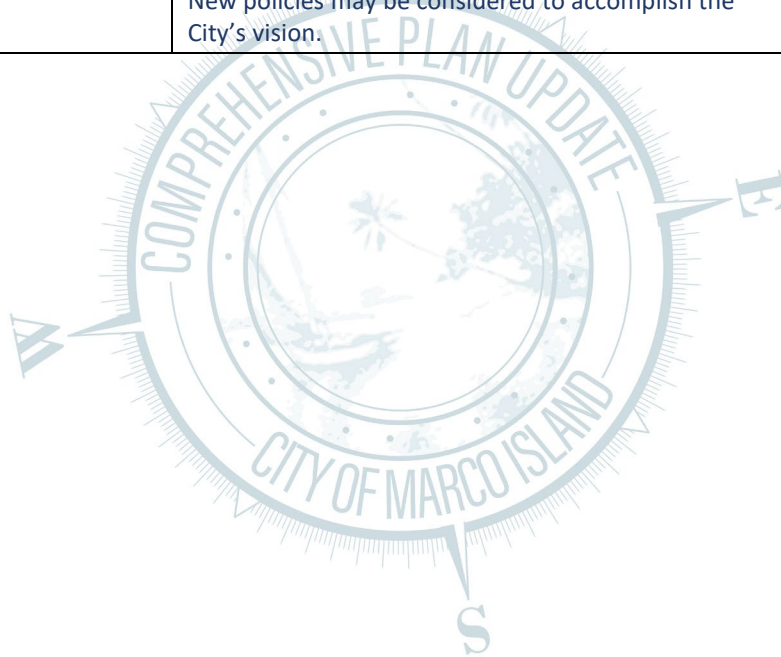 New policies may be considered to accomplish the
City's vision.
COMPREHENSIVE PLAN UPDATE
W
E
CITY OF MARCO ISLAND
S